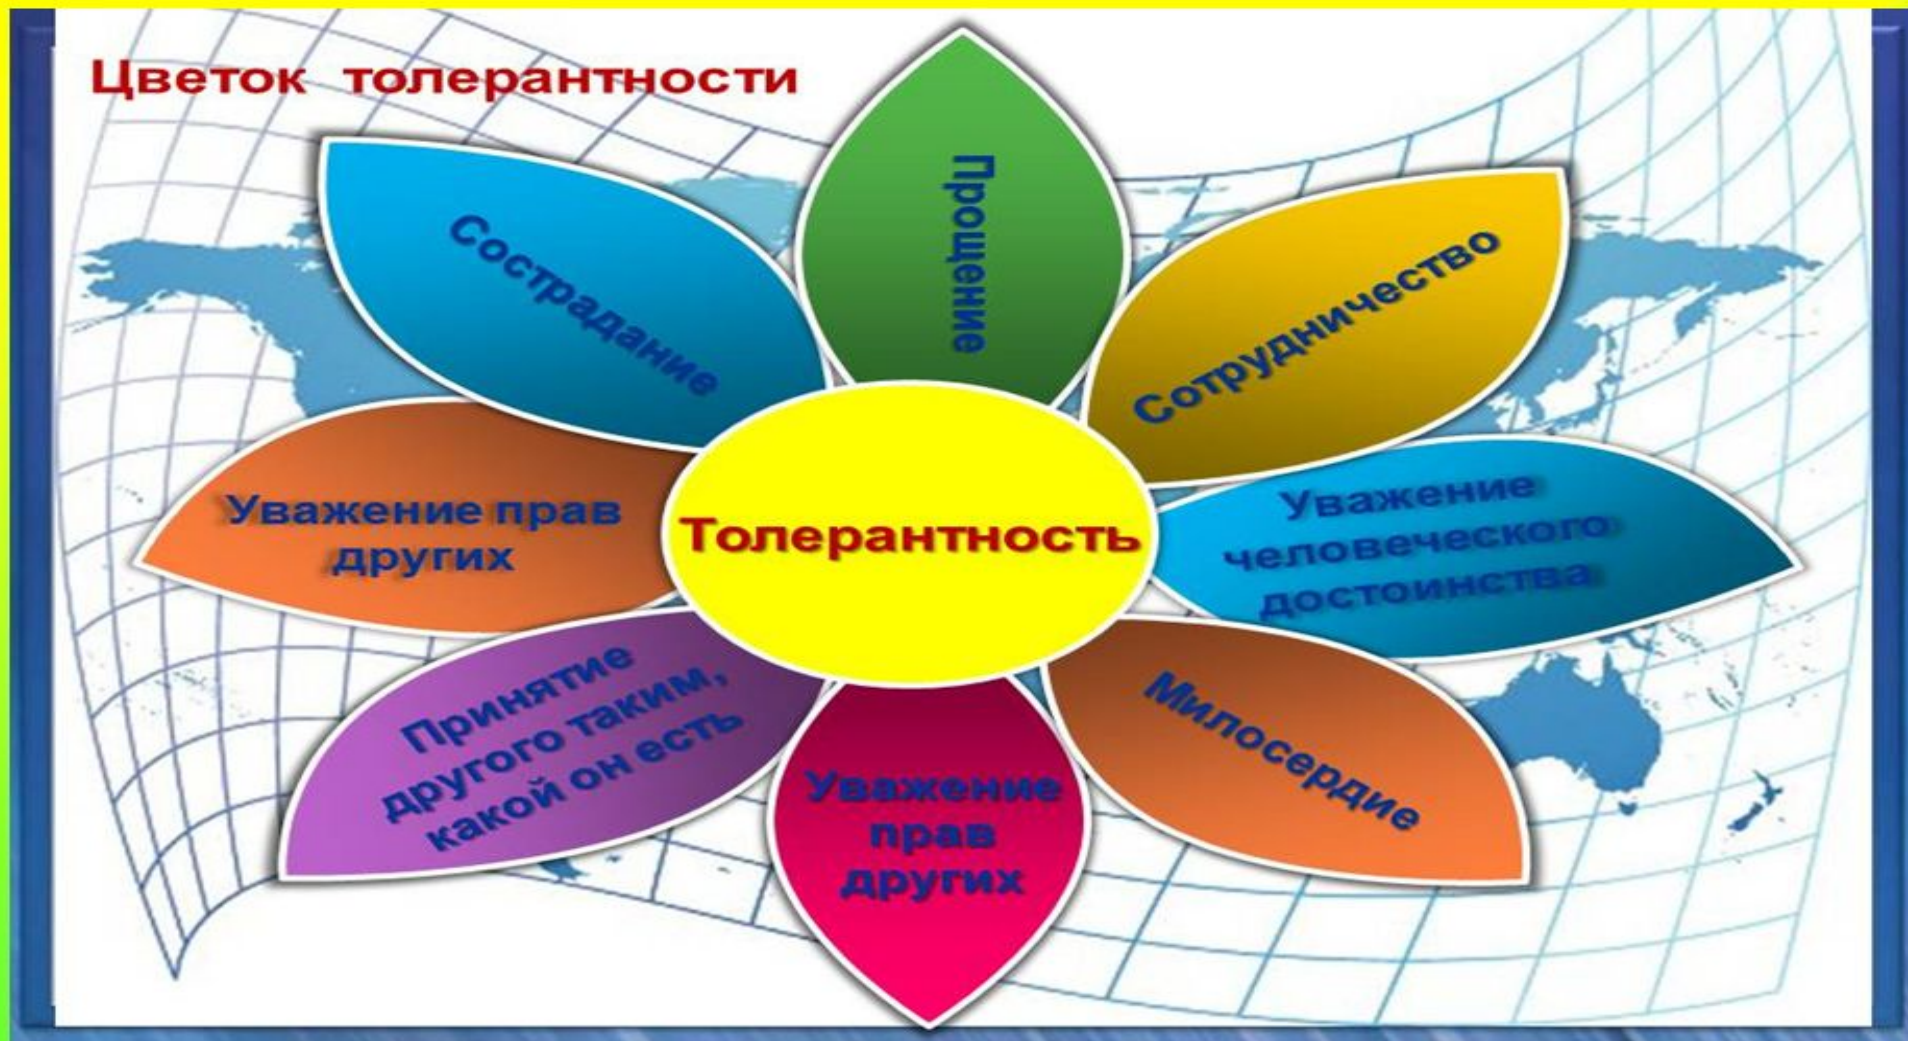 Цветок толерантности
Прощение
Сострадание
Сотрудничество
Уважение прав
других
Толерантность
Уважение
человеческого
достоинства
Принятие
другого таким,
какой он есть
Уважение
прав
других
Милосердие